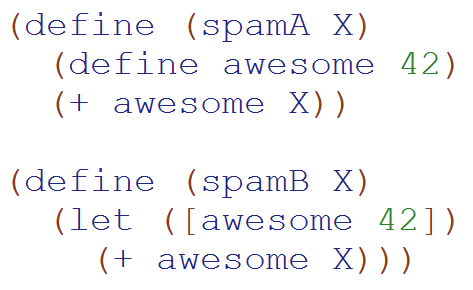 (define (spamA X)
  (define awesome 42)
  (+ awesome X))

(define (spamB X)
  (let ([awesome 42])
    (+ awesome X)))